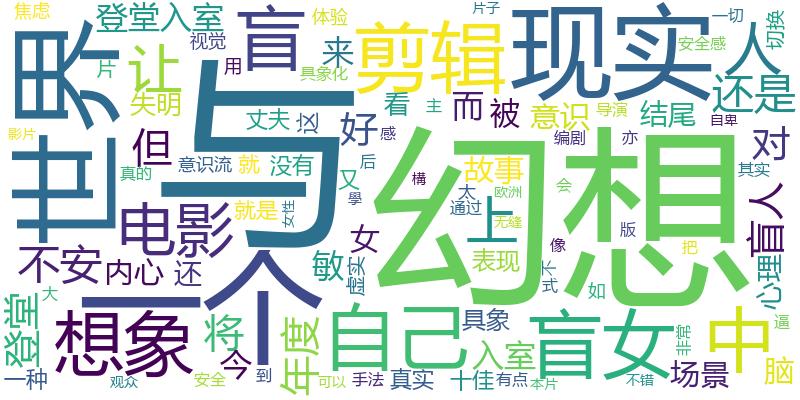 焦虑
登堂入室
盲
体验
片子
一切
切换
视觉
来
剪辑
现实
人
安全感
世界
片
让
用
具象化
还是
失明
与
看
主
而
被
意识
导演
结尾
自卑
影片
但
丈夫
这
好
感
编剧
亦
对
真的
意识流
就
没有
后
故事
其实
又
構
太
欧洲
会
幻想
电影
就是
女性
學
上
通过
无缝
盲人
不安
内心
还
女
敏
虚实
表现
像
版
把
式
不
如
心理
登堂
大
一个
想象
将
今
年度
自己
具象
入室
盲女
非常
中
逼
脑
一种
观众
安全
到
可以
手法
真实
十佳
有点
本片
不错
场景